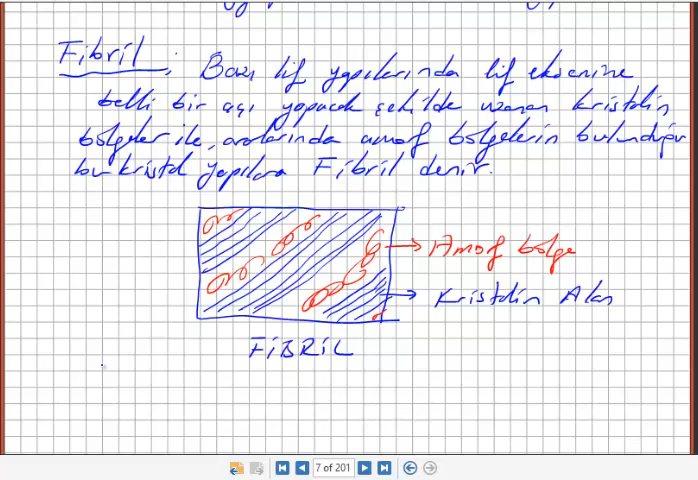 Fibril : Bazı lif yapılarında lif eksenine
belli bir açı yapacak şekilde uzanan kristalin
bölgeler ile, aralarında amorf bölgelerin bulunduğu
bu kristal yapılara Fibril denir.
Amorf bölge
Kristalin Alan
FİBRİL
7 of 201